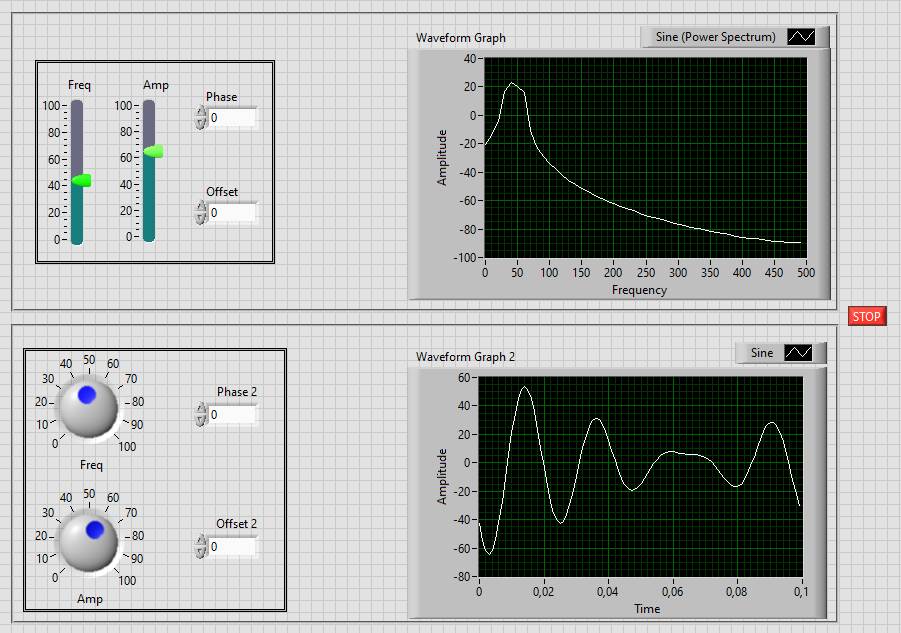 Waveform Graph
Sine (Power Spectrum)
Freq
Amp
Phase
0
Offset
0
100
80
60
40
20
0
100
80
60
40
20
0
Amplitude
40
20
0
-20
-40
-60
-80
-100
0 50 100 150 200 250 300 350 400 450 500
Frequency
STOP
Waveform Graph 2
Sine
0 10 20 30 40 50 60 70 80 90 100
Freq
Phase 2
0
0 10 20 30 40 50 60 70 80 90 100
Amp
Offset 2
0
Amplitude
60
40
20
0
-20
-40
-60
-80
0 0,02 0,04 0,06 0,08 0,1
Time